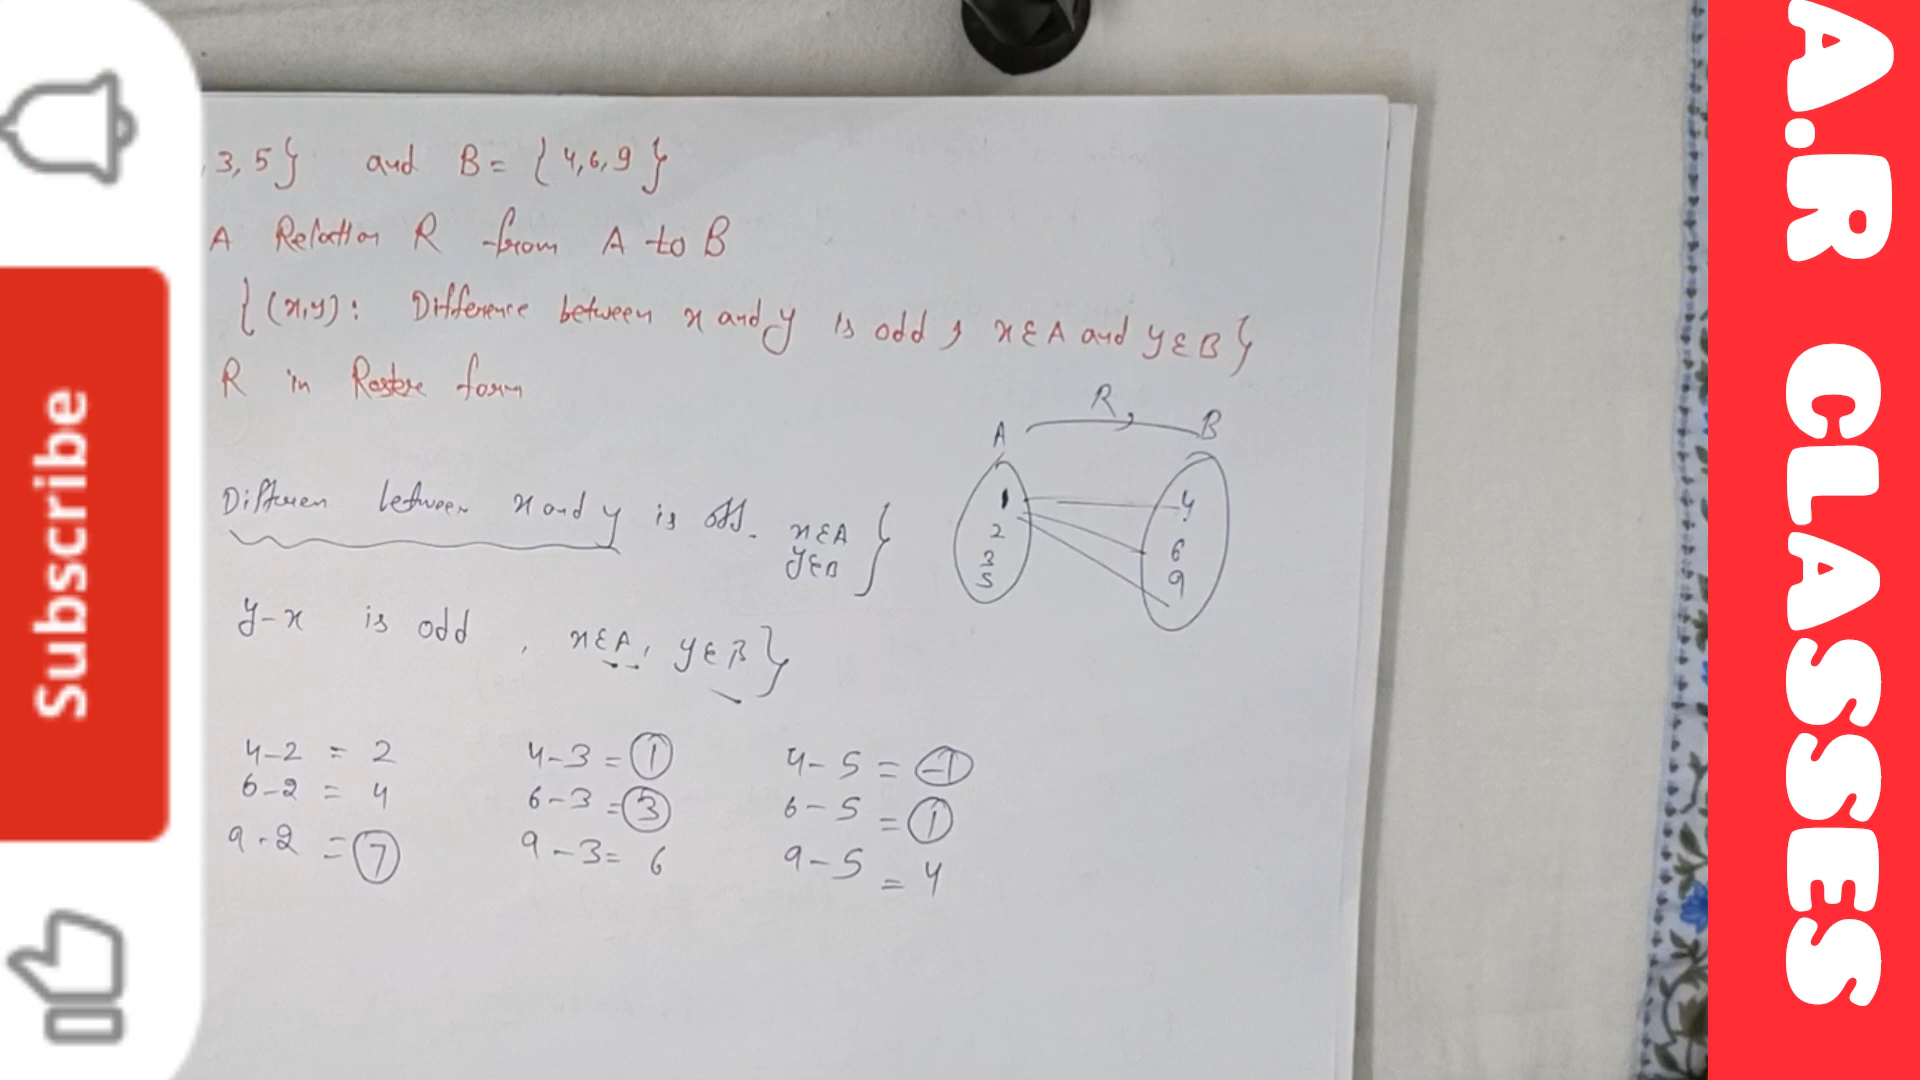 Subscribe
, 3, 5} and B = {4, 6, 9}
A Relation R from A to B
{(x,y): Difference between x and y is odd, x ε A and y ε B}
R in form
A R B
1 4
2 6
3 9
5
between x and y is x ε A
y ε B }
y-x is odd, x ε A, y ε B}
4-2 = 2 4-3 = 1 4-5 = -1
6-2 = 4 6-3 = 3 6-5 = 1
9-2 = 7 9-3 = 6 9-5 = 4
A.R CLASSES